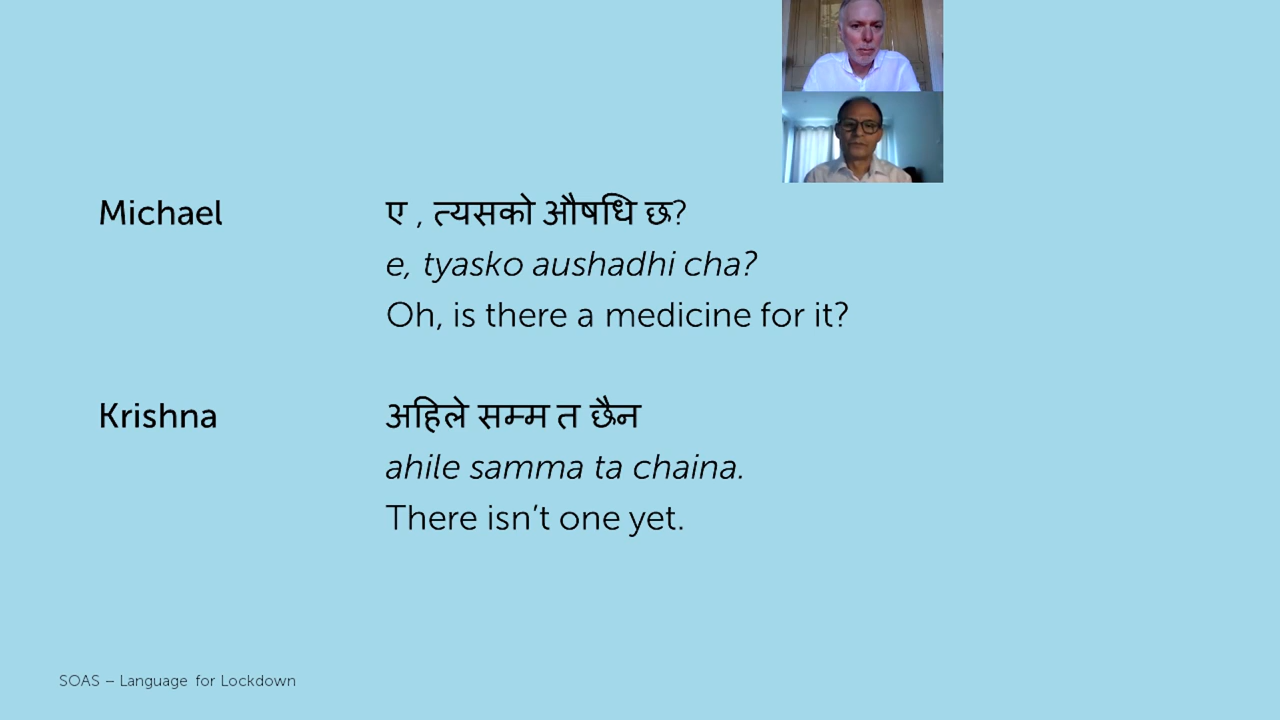 Michael
ए , त्यसको औषधि छ?
e, tyasko aushadhi cha?
Oh, is there a medicine for it?
Krishna
अहिले सम्म त छैन
ahile samma ta chaina.
There isn't one yet.
SOAS – Language for Lockdown